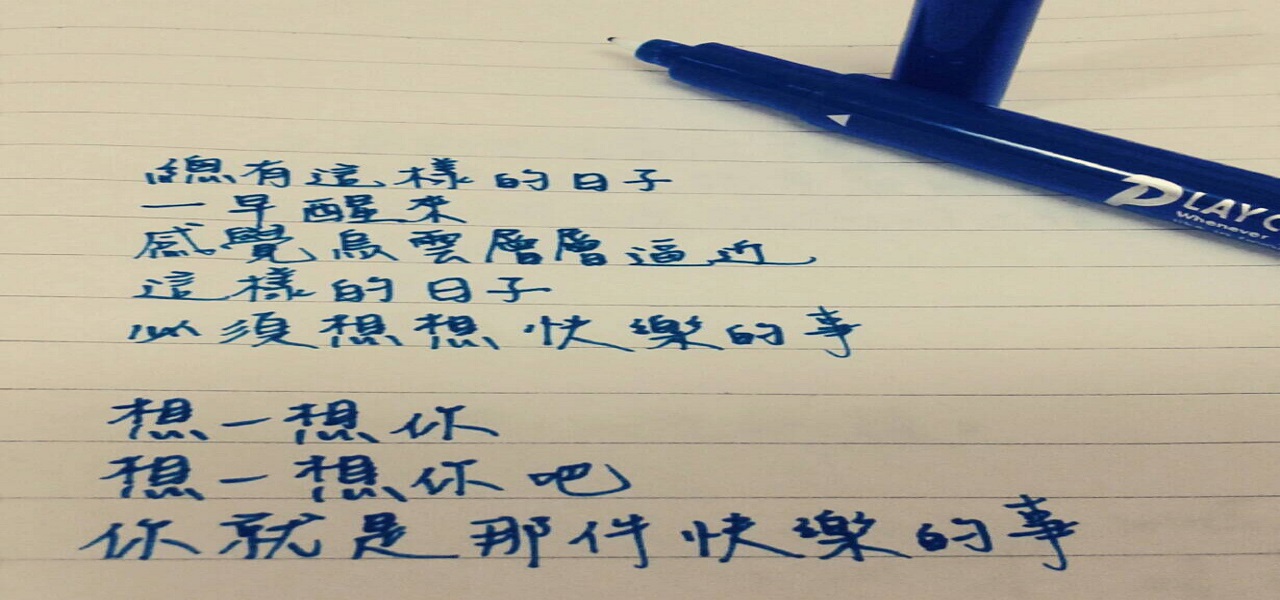 總有這樣的日子
一早醒來
感覺烏雲層層逼近
這樣的日子
必須想想快樂的事
想一想你
想一想你吧
你就是那件快樂的事
PLAYC
Whenever